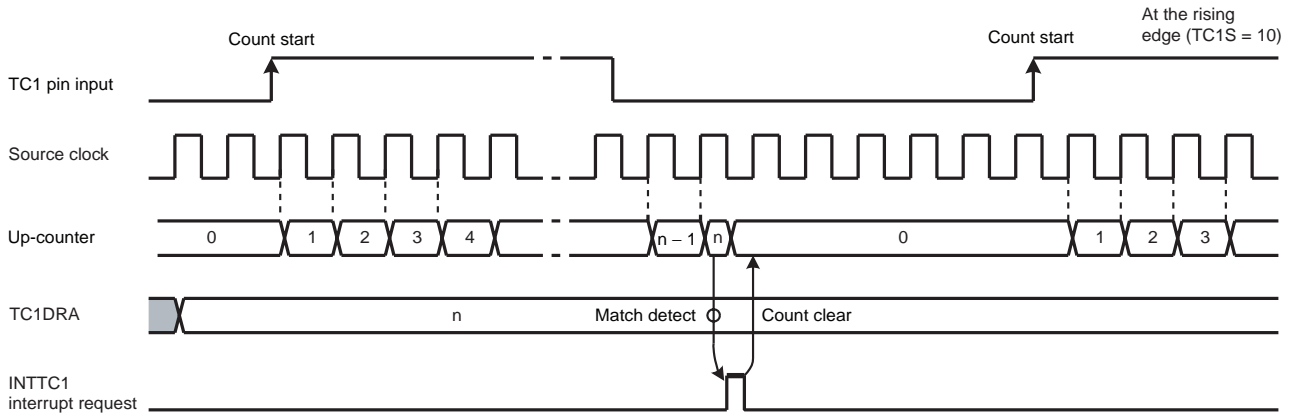 At the rising
edge (TC1S = 10)
Count start
Count start
TC1 pin input
Source clock
Up-counter
0
1
2
3
4
n – 1
n
0
1
2
3
TC1DRA
n
Match detect
Count clear
INTTC1
interrupt request